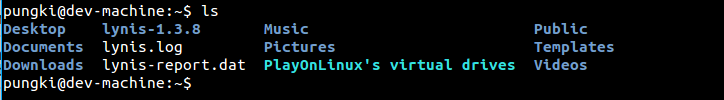 pungki@dev-machine:~$ ls
Desktop lynis-1.3.8 Music Public
Documents lynis.log Pictures Templates
Downloads lynis-report.dat PlayOnLinux's virtual drives Videos
pungki@dev-machine:~$